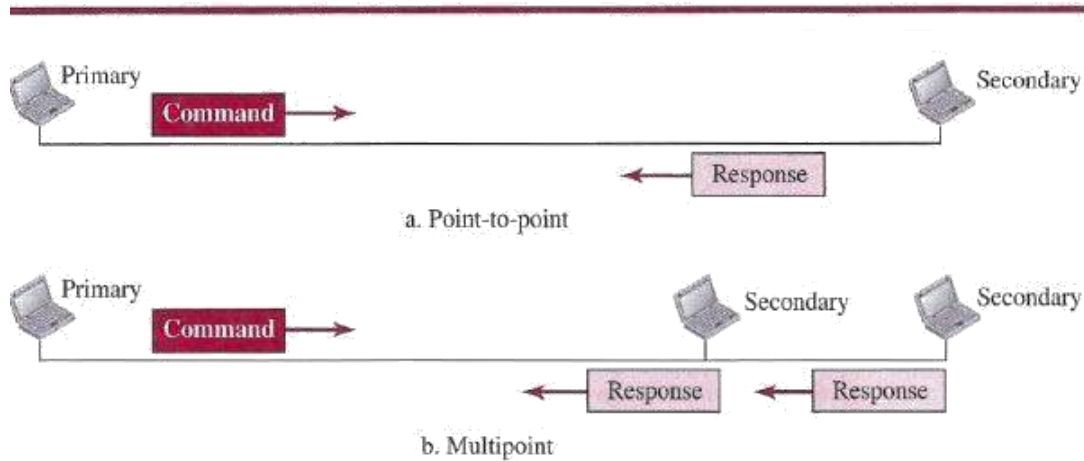 Primary
Secondary
Command
Response
a. Point-to-point
Primary
Secondary
Secondary
Command
Response
Response
b. Multipoint